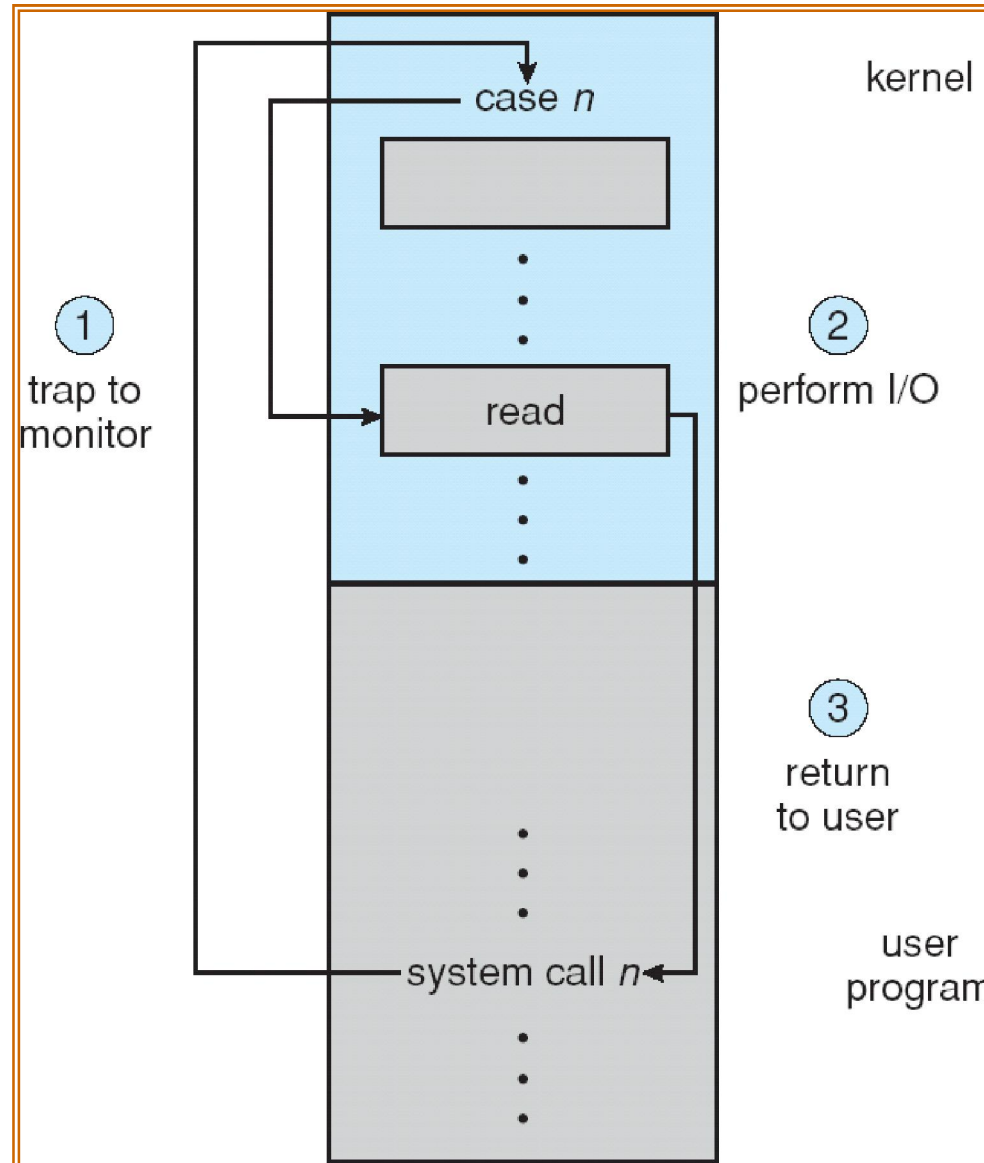 kernel
case n
1
trap to
monitor
2
perform I/O
read
3
return
to user
system call n
user
program